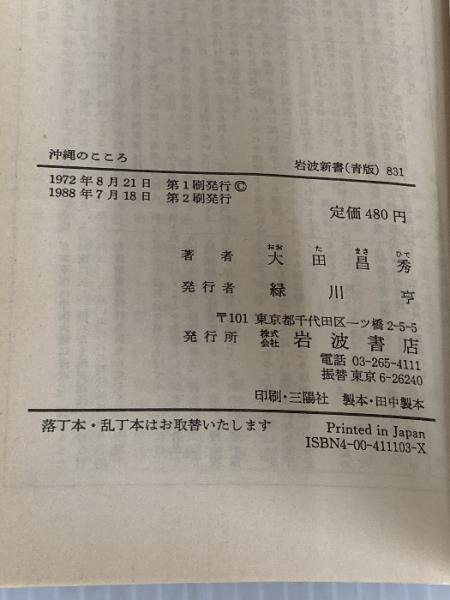 沖縄のこころ
岩波新書(青版) 831
1972年8月21日 第1刷発行©
1988年7月18日 第2刷発行
定価 480円
おお た まさ ひで
著者 大田昌秀
発行者 緑川亨
〒101 東京都千代田区一ツ橋2-5-5
発行所 株式会社 岩波書店
電話 03-265-4111
振替 東京6-26240
印刷・三陽社 製本・田中製本
落丁本・乱丁本はお取替いたします
Printed in Japan
ISBN4-00-411103-X